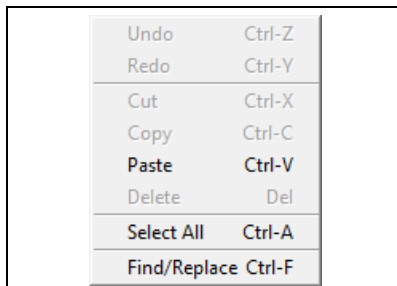 Undo Ctrl-Z
Redo Ctrl-Y
Cut Ctrl-X
Copy Ctrl-C
Paste Ctrl-V
Delete Del
Select All Ctrl-A
Find/Replace Ctrl-F